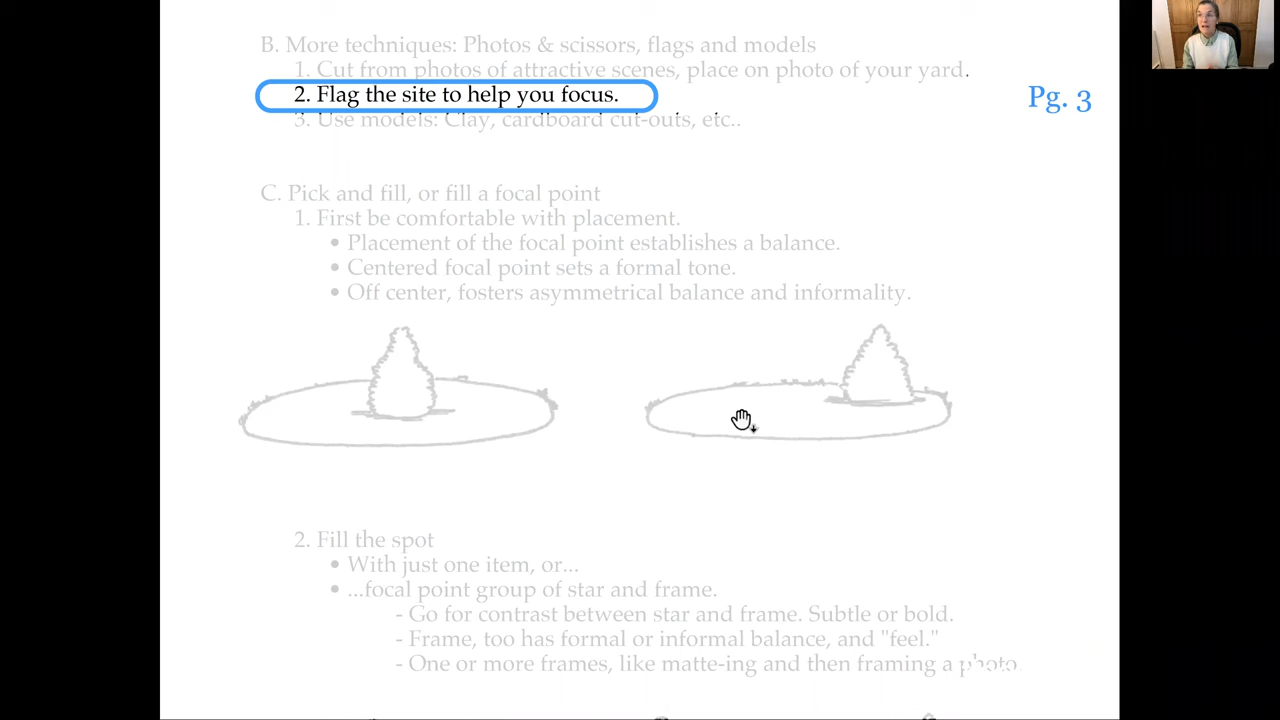 B. More techniques: Photos & scissors, flags and models
1. Cut from photos of attractive scenes, place on photo of your yard.
2. Flag the site to help you focus.
Pg. 3
3. Use models: Clay, cardboard cut-outs, etc..
C. Pick and fill, or fill a focal point
1. First be comfortable with placement.
• Placement of the focal point establishes a balance.
• Centered focal point sets a formal tone.
• Off center, fosters asymmetrical balance and informality.
2. Fill the spot
• With just one item, or...
• ...focal point group of star and frame.
- Go for contrast between star and frame. Subtle or bold.
- Frame, too has formal or informal balance, and "feel."
- One or more frames, like matte-ing and then framing a photo.